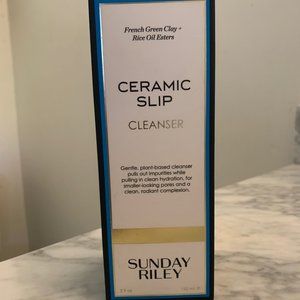 French Green Clay +
Rice Oil Esters
CERAMIC
SLIP
CLEANSER
Gentle, plant-based cleanser
pulls out impurities while
pulling in clean hydration, for
smaller-looking pores and a
clean, radiant complexion.
SUNDAY
RILEY